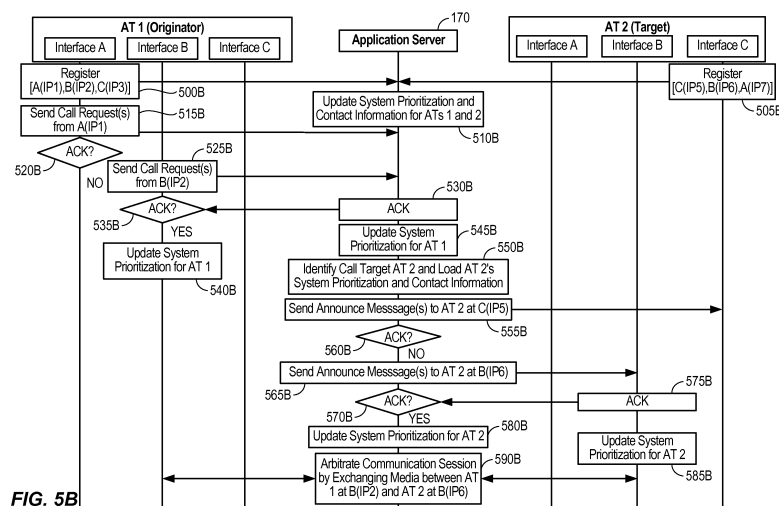 AT 1 (Originator)
Interface A
Interface B
Interface C
Application Server
170
AT 2 (Target)
Interface A
Interface B
Interface C
Register
[A(IP1),B(IP2),C(IP3)]
500B
Register
[C(IP5),B(IP6),A(IP7)]
505B
Update System Prioritization and
Contact Information for ATs 1 and 2
510B
Send Call Request(s)
from A(IP1)
515B
ACK?
520B
NO
Send Call Request(s)
from B(IP2)
525B
ACK
530B
ACK?
535B
YES
Update System
Prioritization for AT 1
540B
Update System
Prioritization for AT 1
545B
Identify Call Target AT 2 and Load AT 2's
System Prioritization and Contact Information
550B
Send Announce Messsage(s) to AT 2 at C(IP5)
555B
ACK?
560B
NO
Send Announce Messsage(s) to AT 2 at B(IP6)
565B
ACK?
570B
YES
ACK
575B
Update System Prioritization for AT 2
580B
Update System
Prioritization for AT 2
585B
Arbitrate Communication Session
by Exchanging Media between AT
1 at B(IP2) and AT 2 at B(IP6)
590B
FIG. 5B